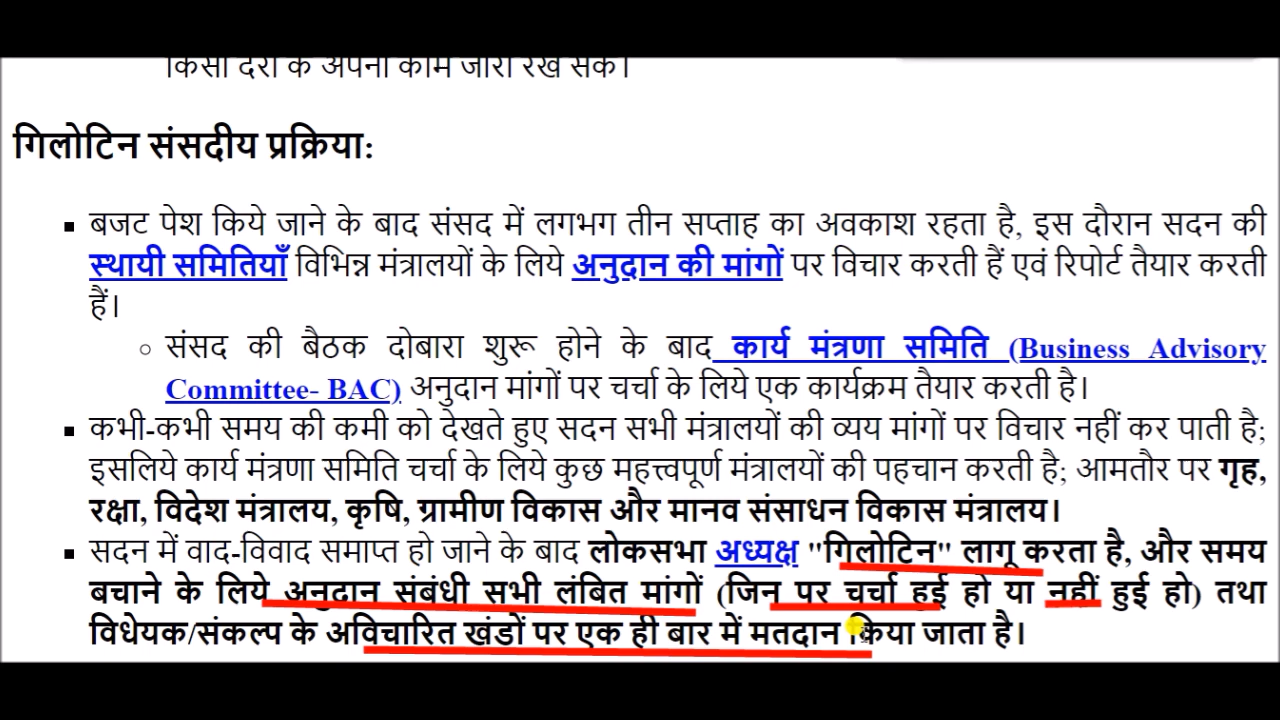 किसी देरी के अपना काम जारी रख सकें।
गिलोटिन संसदीय प्रक्रिया:
बजट पेश किये जाने के बाद संसद में लगभग तीन सप्ताह का अवकाश रहता है, इस दौरान सदन की
स्थायी समितियाँ विभिन्न मंत्रालयों के लिये अनुदान की मांगों पर विचार करती हैं एवं रिपोर्ट तैयार करती
हैं।
संसद की बैठक दोबारा शुरू होने के बाद कार्य मंत्रणा समिति (Business Advisory
Committee- BAC) अनुदान मांगों पर चर्चा के लिये एक कार्यक्रम तैयार करती है।
कभी-कभी समय की कमी को देखते हुए सदन सभी मंत्रालयों की व्यय मांगों पर विचार नहीं कर पाती है;
इसलिये कार्य मंत्रणा समिति चर्चा के लिये कुछ महत्त्वपूर्ण मंत्रालयों की पहचान करती है; आमतौर पर गृह,
रक्षा, विदेश मंत्रालय, कृषि, ग्रामीण विकास और मानव संसाधन विकास मंत्रालय।
सदन में वाद-विवाद समाप्त हो जाने के बाद लोकसभा अध्यक्ष "गिलोटिन" लागू करता है, और समय
बचाने के लिये अनुदान संबंधी सभी लंबित मांगों (जिन पर चर्चा हुई हो या नहीं हुई हो) तथा
विधेयक/संकल्प के अविचारित खंडों पर एक ही बार में मतदान किया जाता है।